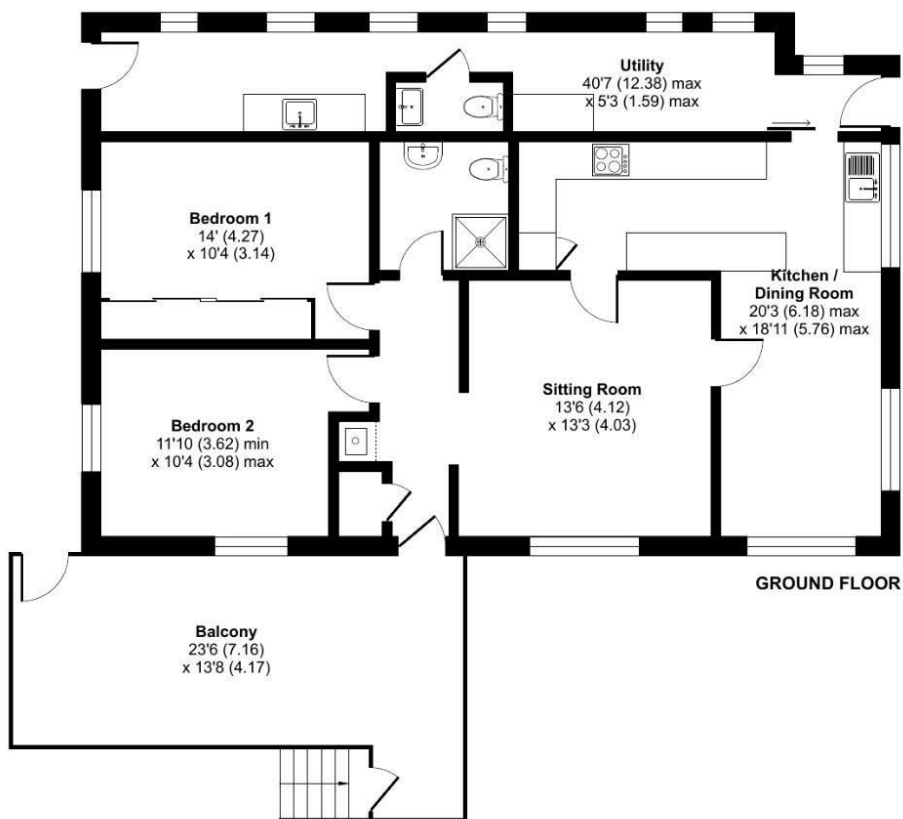 Utility
40'7 (12.38) max
x 5'3 (1.59) max
Bedroom 1
14' (4.27)
x 10'4 (3.14)
Kitchen /
Dining Room
20'3 (6.18) max
x 18'11 (5.76) max
Sitting Room
13'6 (4.12)
x 13'3 (4.03)
Bedroom 2
11'10 (3.62) min
x 10'4 (3.08) max
GROUND FLOOR
Balcony
23'6 (7.16)
x 13'8 (4.17)